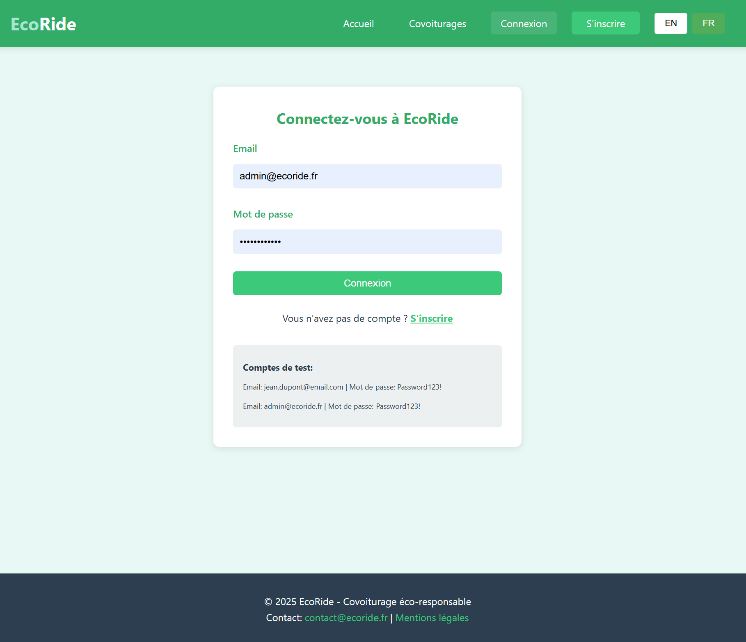 EcoRide
Accueil Covoiturages Connexion S'inscrire EN FR
Connectez-vous à EcoRide
Email
admin@ecoride.fr
Mot de passe
••••••••••••
Connexion
Vous n'avez pas de compte ? S'inscrire
Comptes de test:
Email: jean.dupont@email.com | Mot de passe: Password123!
Email: admin@ecoride.fr | Mot de passe: Password123!
© 2025 EcoRide - Covoiturage éco-responsable
Contact: contact@ecoride.fr | Mentions légales